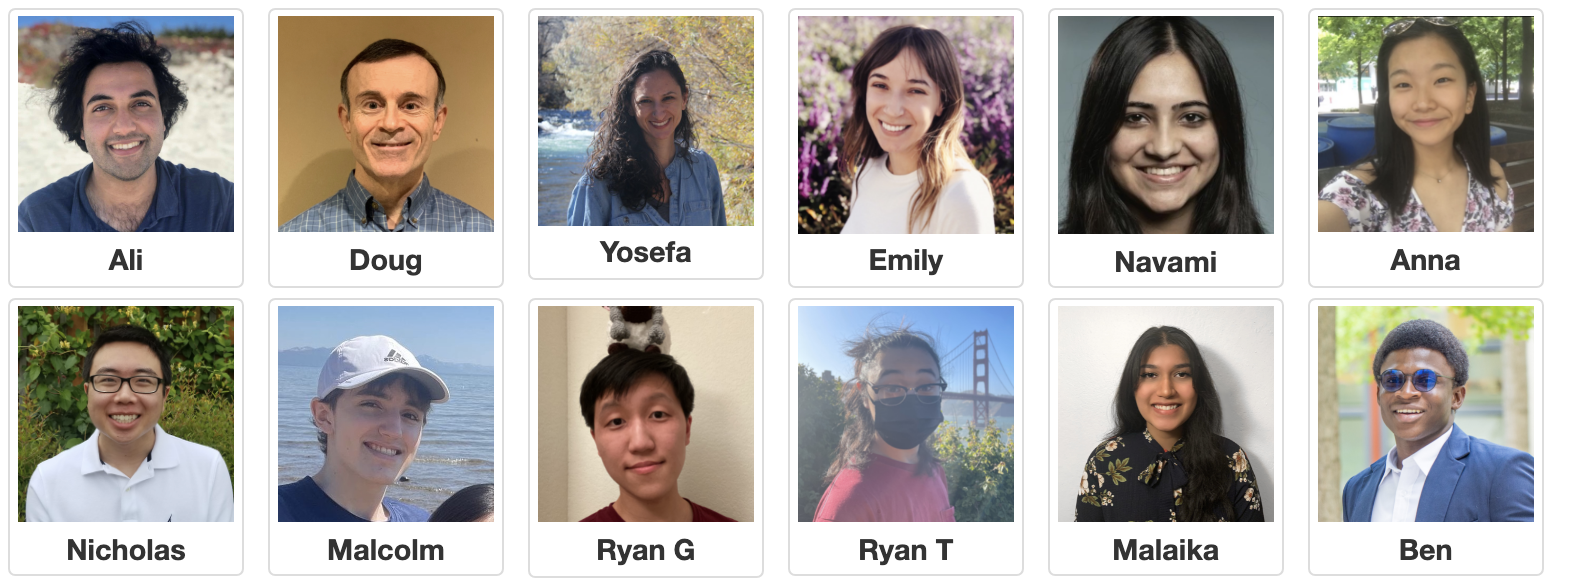 Ali
Doug
Yosefa
Emily
Navami
Anna
Nicholas
Malcolm
Ryan G
Ryan T
Malaika
Ben